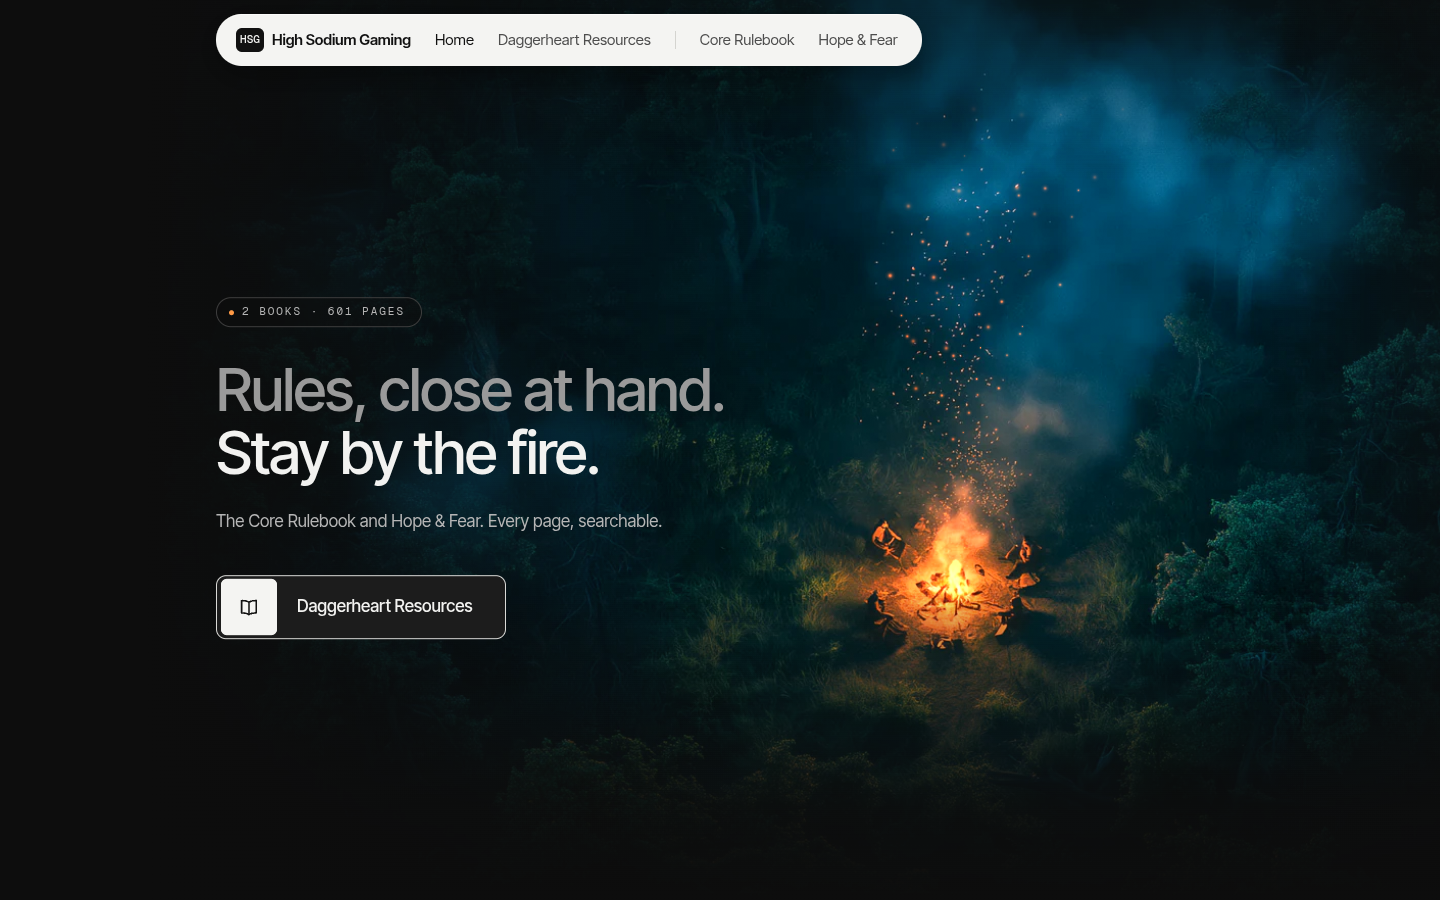 HSG High Sodium Gaming Home Daggerheart Resources Core Rulebook Hope & Fear
2 BOOKS · 601 PAGES
Rules, close at hand.
Stay by the fire.
The Core Rulebook and Hope & Fear. Every page, searchable.
Daggerheart Resources